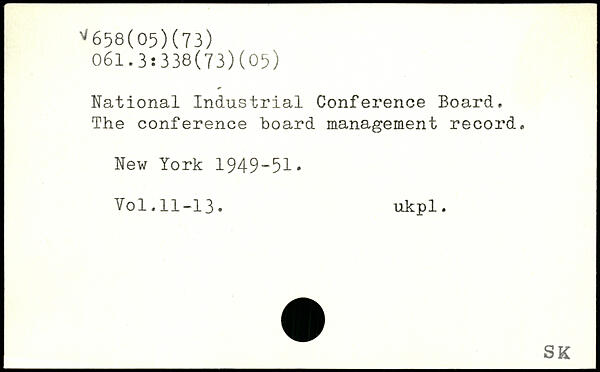 √658(05)(73)
061.3:338(73)(05)
National Industrial Conference Board.
The conference board management record.
New York 1949-51.
Vol.11-13. ukpl.
SK